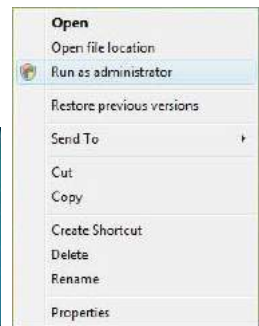 Open
Open file location
Run as administrator
Restore previous versions
Send To
Cut
Copy
Create Shortcut
Delete
Rename
Properties